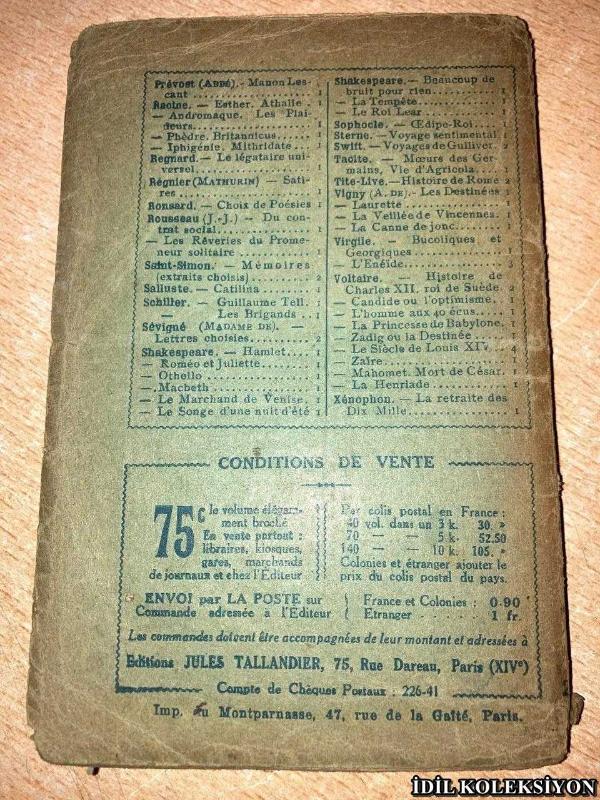 Prévost (ABBÉ). — Manon Les-
caut ............ 1
Racine. — Esther. Athalie. 1
— Andromaque. Les Plai-
deurs ............ 1
— Phèdre. Britannicus ..... 1
— Iphigénie. Mithridate .. 1
Regnard. — Le légataire uni-
versel ............ 1
Régnier (MATHURIN) — Sati-
res ............ 1
Ronsard. — Choix de Poésies 1
Rousseau (J.-J.) — Du con-
trat social ............ 1
— Les Rêveries du Prome-
neur solitaire ............ 1
Saint-Simon. — Mémoires
(extraits choisis) ............ 2
Salluste. — Catilina ........ 1
Schiller. — Guillaume Tell. 1
— Les Brigands .. 1
Sévigné (MADAME DE). —
Lettres choisies ............ 2
Shakespeare. — Hamlet .... 1
— Roméo et Juliette ........ 1
— Othello ............ 1
— Macbeth ............ 1
— Le Marchand de Venise. 1
— Le Songe d'une nuit d'été 1
Shakespeare. — Beaucoup de
bruit pour rien ............ 1
— La Tempête ............ 1
— Le Roi Lear ............ 1
Sophocle. — Œdipe-Roi .... 1
Sterne. — Voyage sentimental 1
Swift. — Voyages de Gulliver. 2
Tacite. — Mœurs des Ger-
mains, Vie d'Agricola .... 1
Tite-Live. — Histoire de Rome 2
Vigny (A. DE). — Les Destinées 1
— Laurette ............ 1
— La Veillée de Vincennes. 1
— La Canne de jonc ........ 1
Virgile. — Bucoliques et
Géorgiques ............ 1
— L'Enéide ............ 3
Voltaire. — Histoire de
Charles XII, roi de Suède. 2
— Candide ou l'optimisme. 1
— L'homme aux 40 écus ... 1
— La Princesse de Babylone. 1
— Zadig ou la Destinée .... 1
— Le Siècle de Louis XIV .. 4
— Zaïre ............ 1
— Mahomet. Mort de César. 1
— La Henriade ............ 1
Xénophon. — La retraite des
Dix Mille ............ 1
CONDITIONS DE VENTE
75c le volume élégam-
ment broché
En vente partout :
libraires, kiosques,
gares, marchands
de journaux et chez l'Editeur
Par colis postal en France :
40 vol. dans un 3 k. 30. »
70 — — 5 k. 52.50
140 — — 10 k. 105. »
Colonies et étranger ajouter le
prix du colis postal du pays.
ENVOI par LA POSTE sur
Commande adressée à l'Editeur
France et Colonies : 0.90
Etranger ............ 1 fr.
Les commandes doivent être accompagnées de leur montant et adressées à
Editions JULES TALLANDIER, 75, Rue Dareau, Paris (XIVe)
Compte de Chèques Postaux : 226-41
Imp. du Montparnasse, 47, rue de la Gaîté, Paris.
İDİL KOLEKSİYON